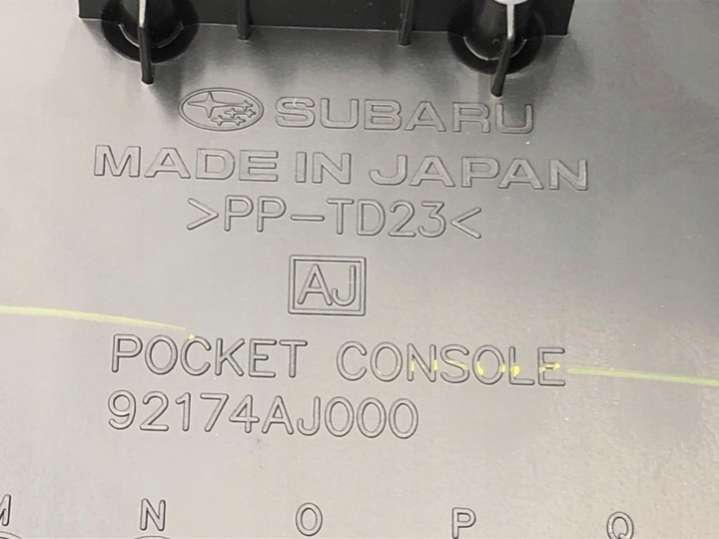 SUBARU
MADE IN JAPAN
>PP-TD23<
AJ
POCKET CONSOLE
92174AJ000
M N O P Q